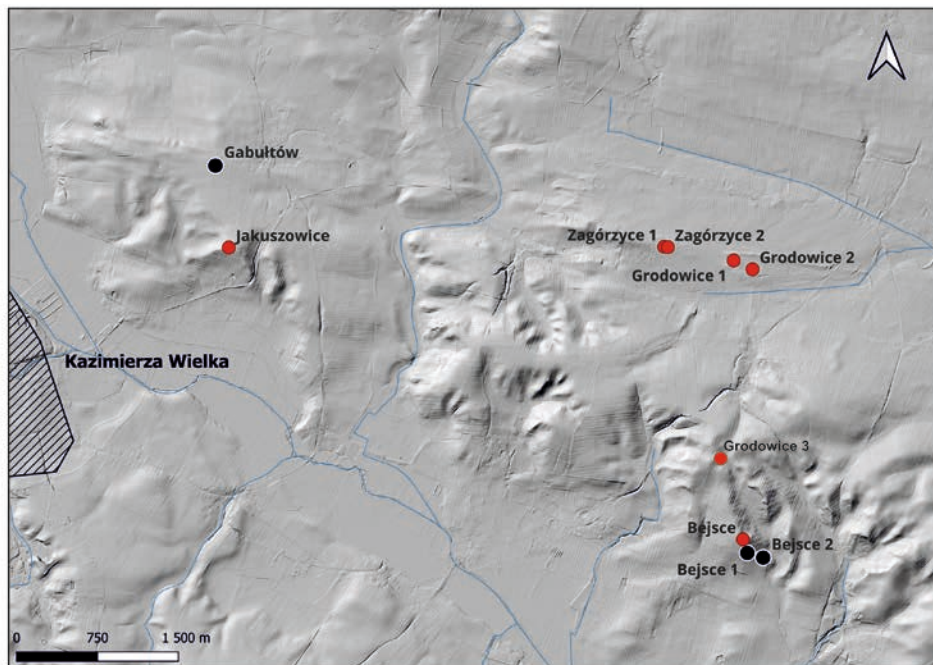 Gabułtów
Jakuszowice
Zagórzyce 1
Zagórzyce 2
Grodowice 1
Grodowice 2
Kazimierza Wielka
Grodowice 3
Bejsce
Bejsce 1
Bejsce 2
0 750 1 500 m